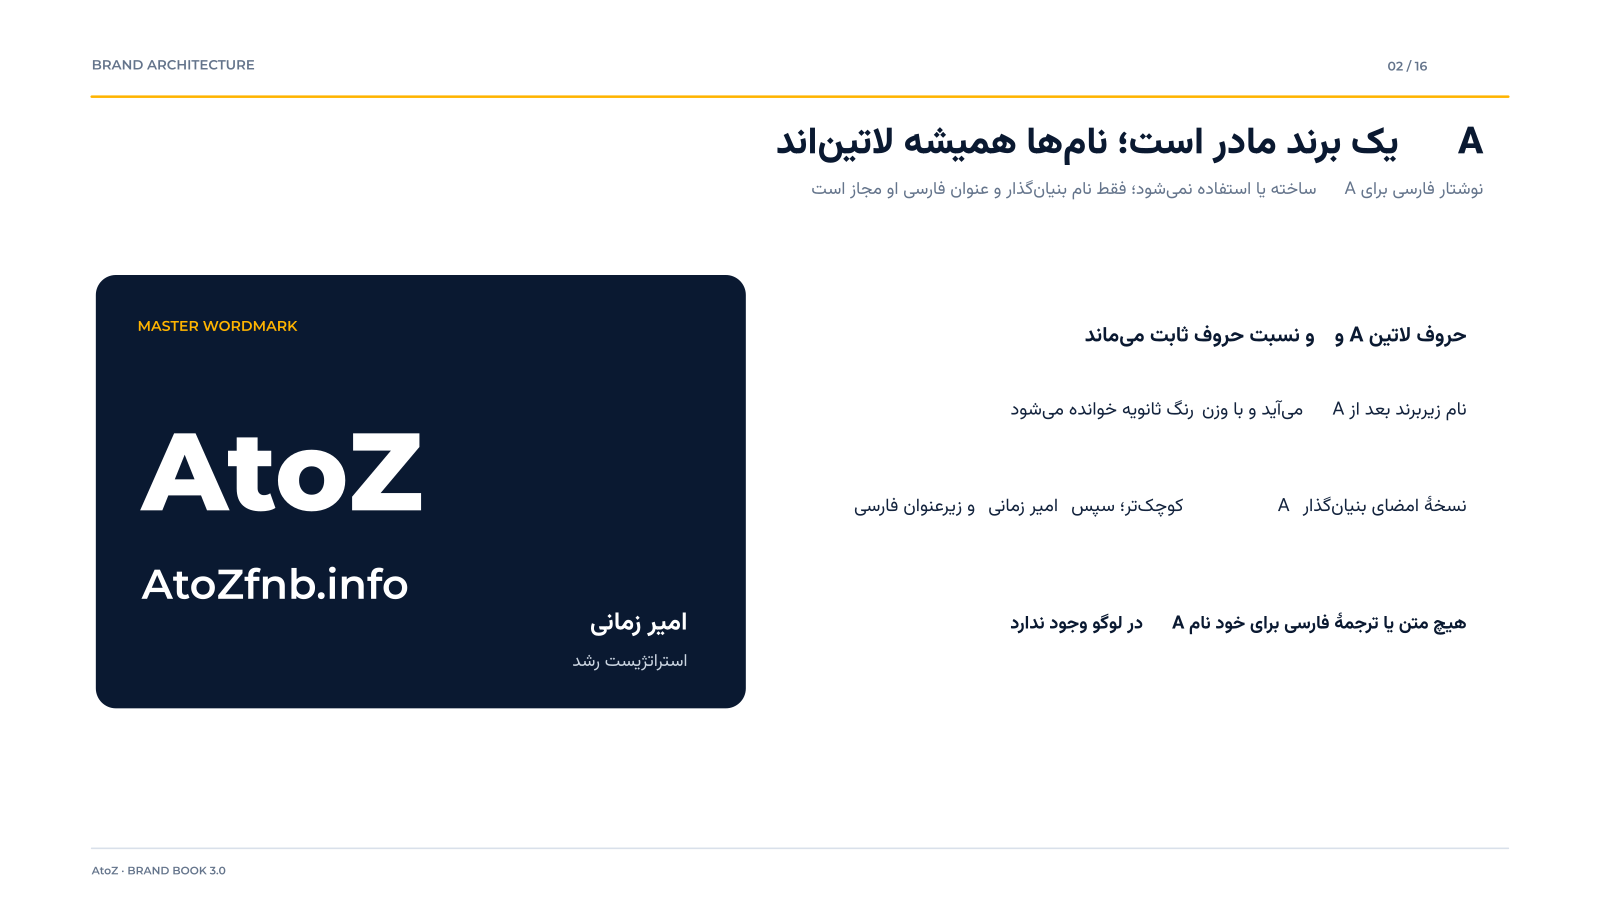 BRAND ARCHITECTURE
02 / 16
A یک برند مادر است؛ نام‌ها همیشه لاتین‌اند
نوشتار فارسی برای A ساخته یا استفاده نمی‌شود؛ فقط نام بنیان‌گذار و عنوان فارسی او مجاز است
MASTER WORDMARK
AtoZ
AtoZfnb.info
امیر زمانی
استراتژیست رشد
حروف لاتین A و و نسبت حروف ثابت می‌ماند
نام زیربرند بعد از A می‌آید و با وزن رنگ ثانویه خوانده می‌شود
نسخهٔ امضای بنیان‌گذار A کوچک‌تر؛ سپس امیر زمانی و زیرعنوان فارسی
هیچ متن یا ترجمهٔ فارسی برای خود نام A در لوگو وجود ندارد
AtoZ · BRAND BOOK 3.0